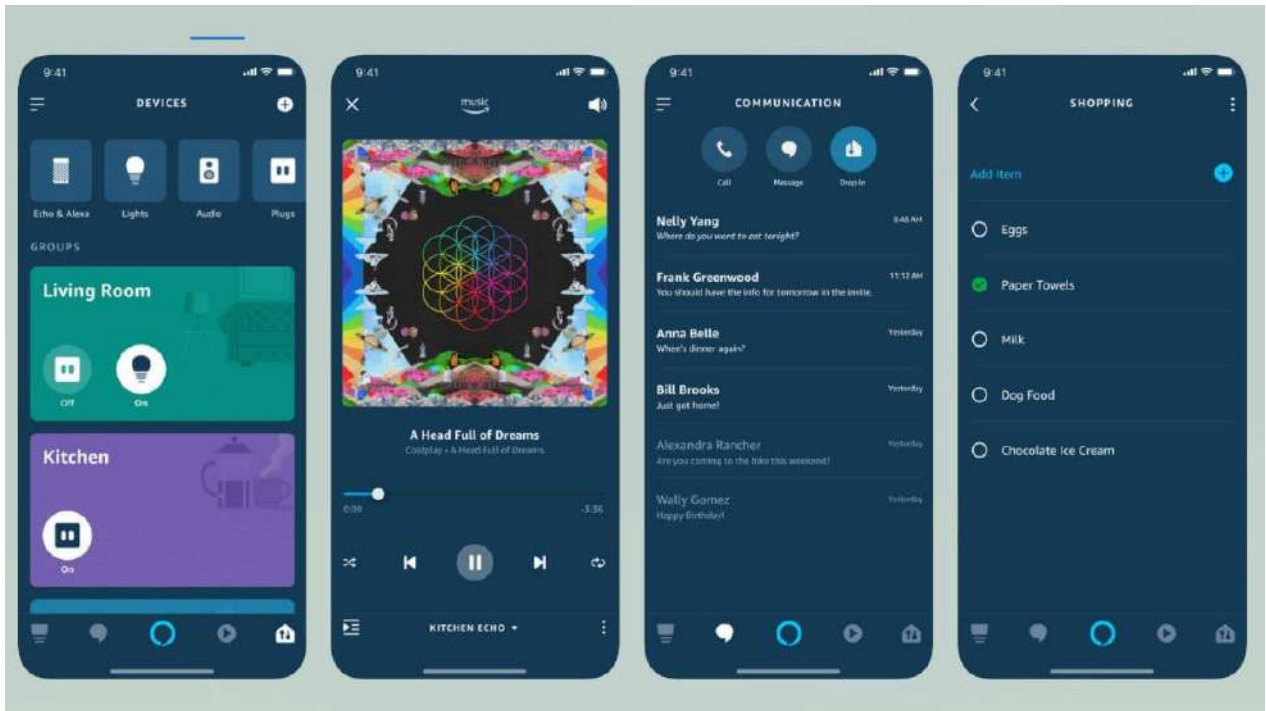 9:41
DEVICES
Echo & Alexa
Lights
Audio
Plugs
GROUPS
Living Room
Off
On
Kitchen
On
9:41
music
A Head Full of Dreams
Coldplay • A Head Full of Dreams
0:09
-3:36
KITCHEN ECHO
9:41
COMMUNICATION
Call
Message
Drop In
Nelly Yang
Where do you want to eat tonight?
Frank Greenwood
11:12 AM
You should have the info for tomorrow in the invite.
Anna Belle
Yesterday
When's dinner again?
Bill Brooks
Yesterday
Just got home!
Alexandra Rancher
Yesterday
Are you coming to the hike this weekend?
Wally Gomez
Yesterday
Happy Birthday!
9:41
SHOPPING
Add item
Eggs
Paper Towels
Milk
Dog Food
Chocolate Ice Cream